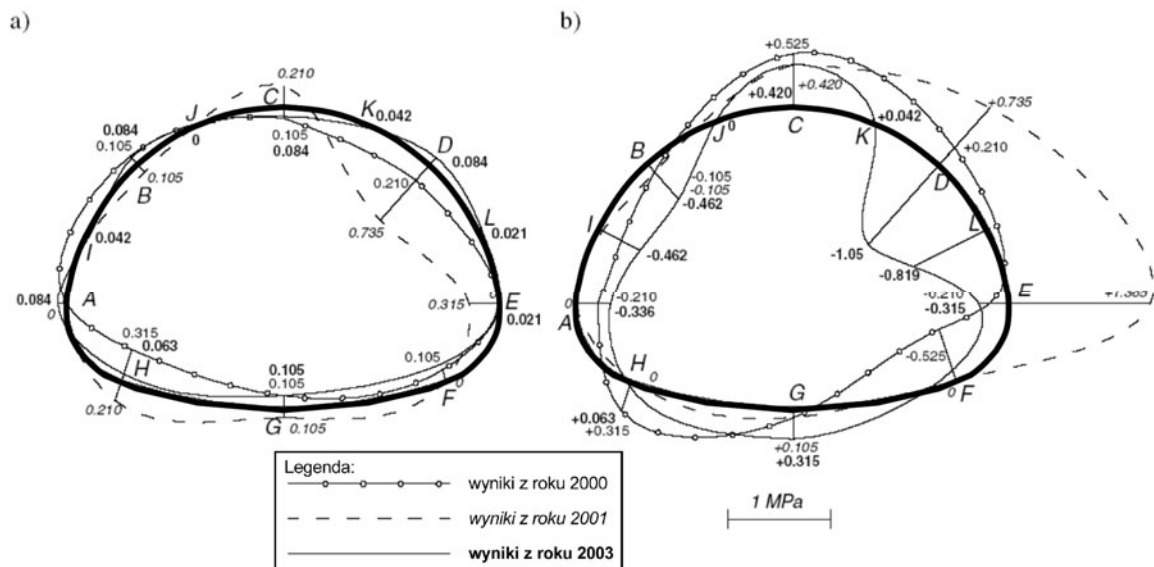 a)
0.210
C
J
K
0.042
0.084
0.105
0
0.105
0.084
D
0.084
B
0.105
0.210
0.735
L
0.021
I
0.042
0.084
A
0
0.315
0
E
0.021
0.315
0.063
H
0.210
0.105
0.105
0.105
0
F
G
0.105
b)
+0.525
+0.420
+0.420
+0.735
+0.042
J
0
C
K
+0.210
B
-0.105
-0.105
-0.462
D
I
-0.462
-1.05
-0.819
L
0
A
-0.210
-0.336
-0.210
-0.315
E
H
0
-0.525
0
F
G
+0.063
+0.315
+0.105
+0.315
Legenda:
wyniki z roku 2000
wyniki z roku 2001
wyniki z roku 2003
1 MPa